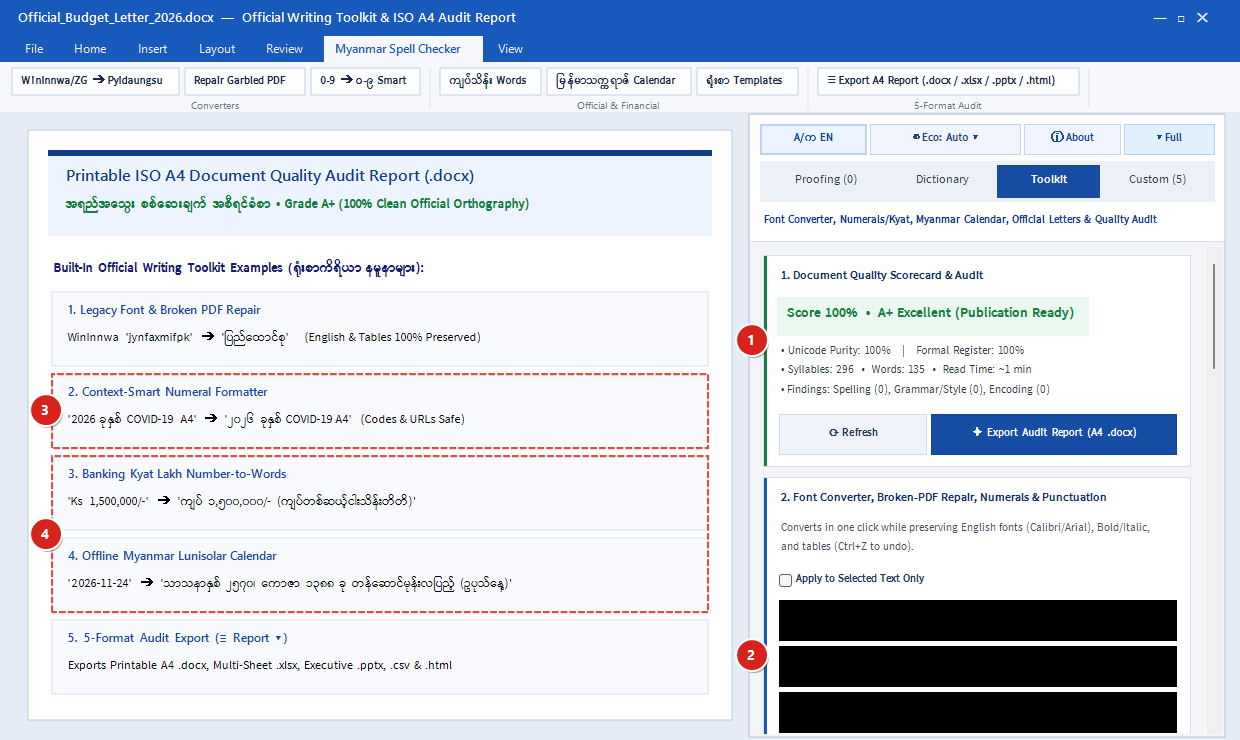 Official_Budget_Letter_2026.docx — Official Writing Toolkit & ISO A4 Audit Report
File Home Insert Layout Review Myanmar Spell Checker View
WinInnwa/ZG ➔ Pyidaungsu Repair Garbled PDF 0-9 ➔ ၀-၉ Smart ကျပ်သိန်း Words မြန်မာသက္ကရာဇ် Calendar ရုံးစာ Templates ☰ Export A4 Report (.docx / .xlsx / .pptx / .html)
Converters Official & Financial 5-Format Audit
Printable ISO A4 Document Quality Audit Report (.docx)
အရည်အသွေး စစ်ဆေးချက် အစီရင်ခံစာ • Grade A+ (100% Clean Official Orthography)
Built-In Official Writing Toolkit Examples (ရုံးစာကိရိယာ နမူနာများ):
1. Legacy Font & Broken PDF Repair
WinInnwa 'jynfaxmifpk' ➔ 'ပြည်ထောင်စု' (English & Tables 100% Preserved)
3
2. Context-Smart Numeral Formatter
'2026 ခုနှစ် COVID-19 A4' ➔ '၂၀၂၆ ခုနှစ် COVID-19 A4' (Codes & URLs Safe)
3. Banking Kyat Lakh Number-to-Words
'Ks 1,500,000/-' ➔ 'ကျပ် ၁,၅၀၀,၀၀၀/- (ကျပ်တစ်ဆယ့်ငါးသိန်းတိတိ)'
4
4. Offline Myanmar Lunisolar Calendar
'2026-11-24' ➔ 'သာသနာနှစ် ၂၅၇၀၊ ကောဇာ ၁၃၈၈ ခု တန်ဆောင်မုန်းလပြည့် (ဥပုသ်နေ့)'
5. 5-Format Audit Export (☰ Report ▾)
Exports Printable A4 .docx, Multi-Sheet .xlsx, Executive .pptx, .csv & .html
A/က EN Eco: Auto ▾ ⓘ About ▾ Full
Proofing (0) Dictionary Toolkit Custom (5)
Font Converter, Numerals/Kyat, Myanmar Calendar, Official Letters & Quality Audit
1. Document Quality Scorecard & Audit
Score 100% • A+ Excellent (Publication Ready)
1
• Unicode Purity: 100% | Formal Register: 100%
• Syllables: 296 • Words: 135 • Read Time: ~1 min
• Findings: Spelling (0), Grammar/Style (0), Encoding (0)
⟳ Refresh ✦ Export Audit Report (A4 .docx)
2. Font Converter, Broken-PDF Repair, Numerals & Punctuation
Converts in one click while preserving English fonts (Calibri/Arial), Bold/Italic,
and tables (Ctrl+Z to undo).
Apply to Selected Text Only
2